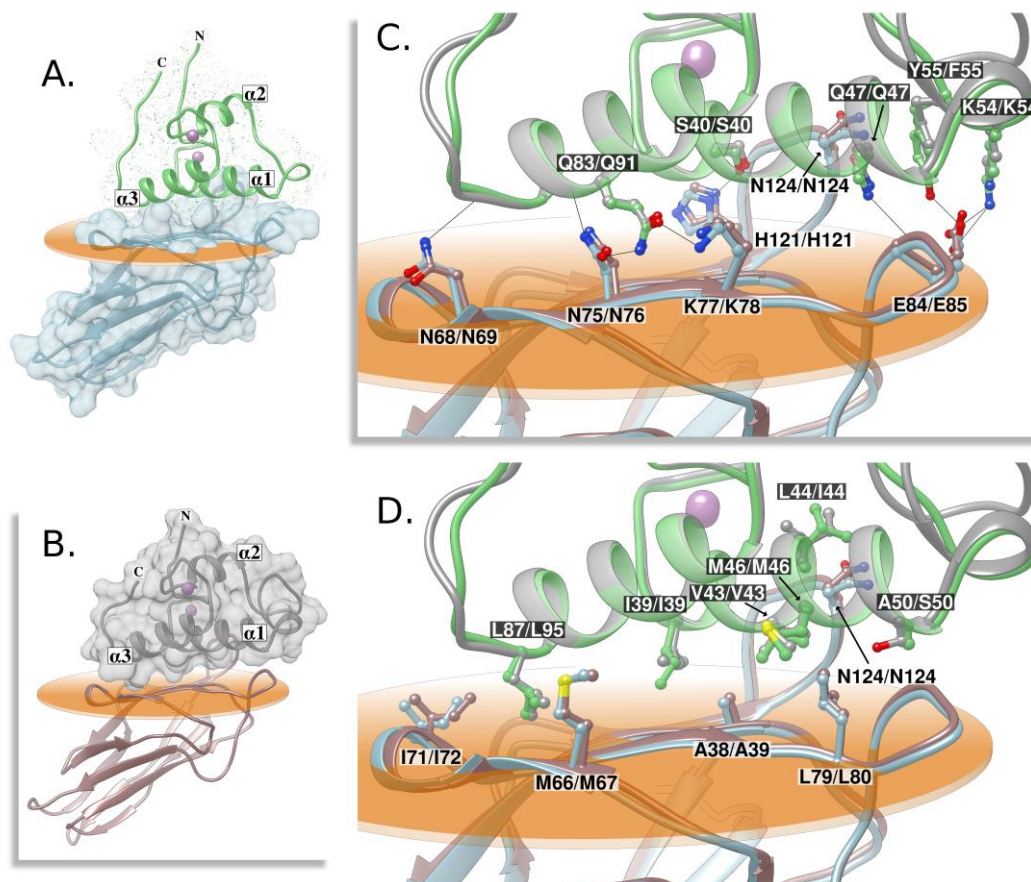 A.
N
C
α2
α3
α1
B.
N
C
α2
α3
α1
C.
Y55/F55
Q47/Q47
K54/K54
S40/S40
Q83/Q91
N124/N124
H121/H121
N68/N69
N75/N76
K77/K78
E84/E85
D.
L44/I44
M46/M46
V43/V43
I39/I39
A50/S50
L87/L95
N124/N124
I71/I72
M66/M67
A38/A39
L79/L80